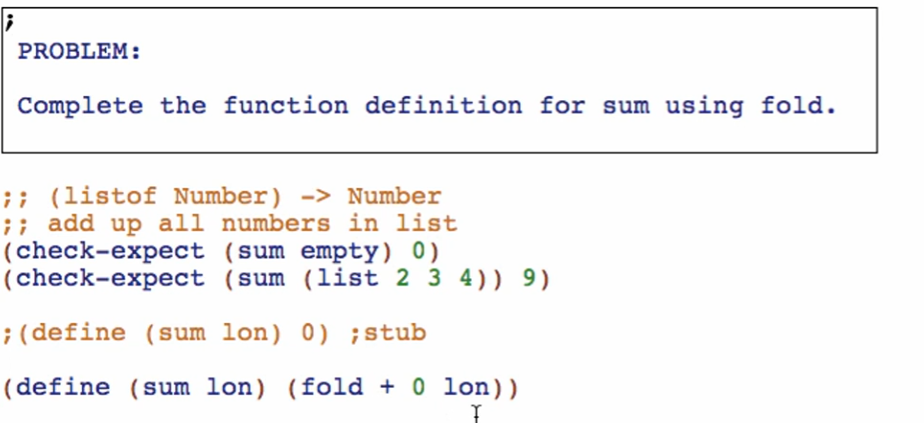 ;
PROBLEM:
Complete the function definition for sum using fold.
;; (listof Number) -> Number
;; add up all numbers in list
(check-expect (sum empty) 0)
(check-expect (sum (list 2 3 4)) 9)
;(define (sum lon) 0) ;stub
(define (sum lon) (fold + 0 lon))